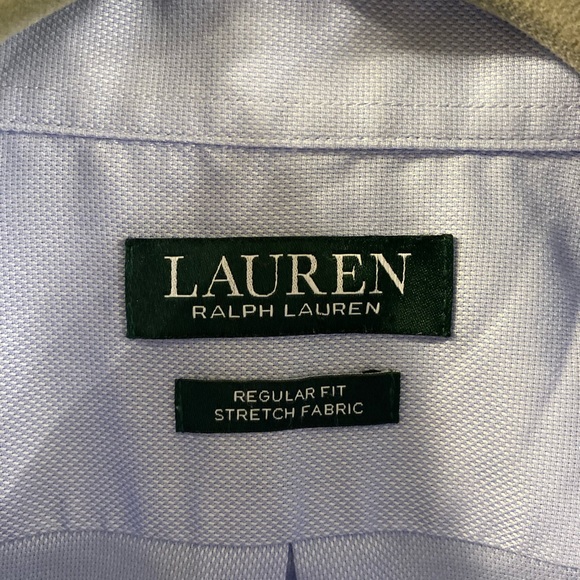 LAUREN
RALPH LAUREN
REGULAR FIT
STRETCH FABRIC